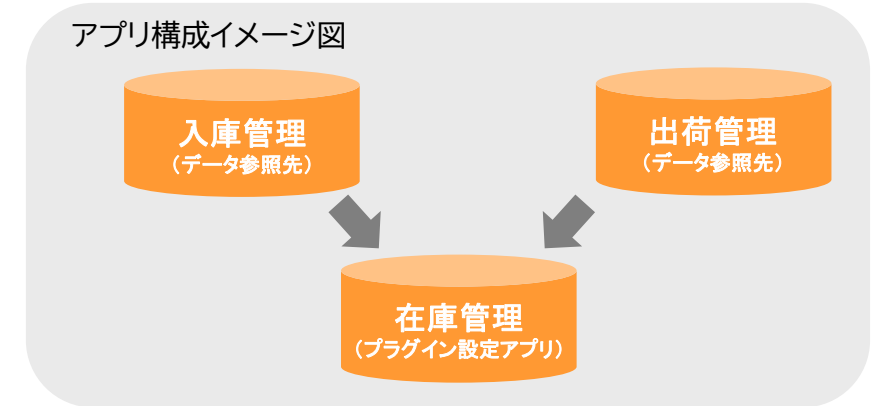 アプリ構成イメージ図
入庫管理
（データ参照先）
出荷管理
（データ参照先）
在庫管理
（プラグイン設定アプリ）